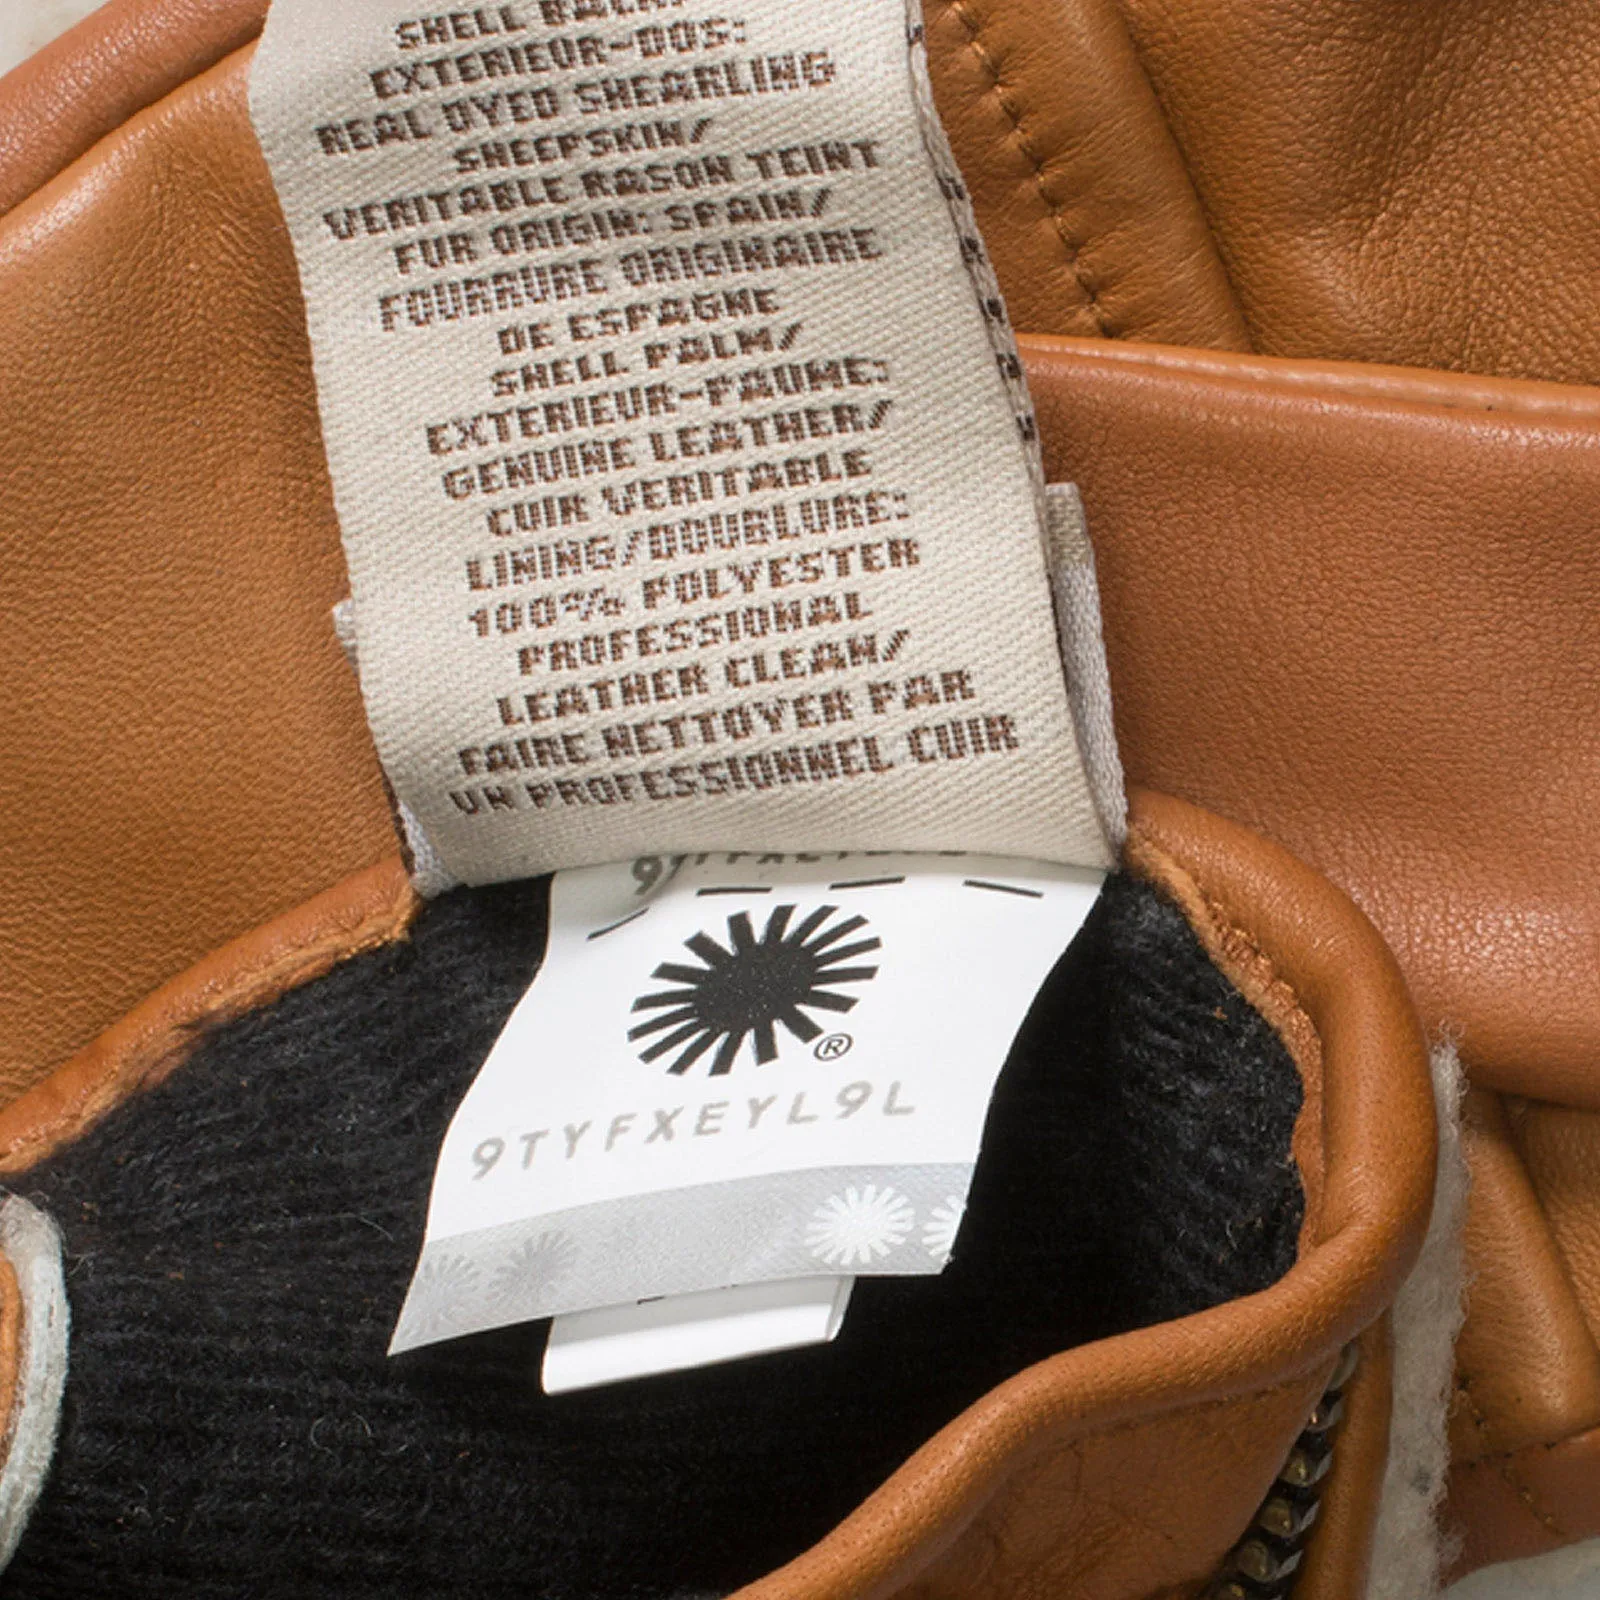 SHELL BACK/
EXTERIEUR-DOS:
REAL DYED SHEARLING
SHEEPSKIN/
VERITABLE RASON TEINT
FUR ORIGIN: SPAIN/
FOURRURE ORIGINAIRE
DE ESPAGNE
SHELL PALM/
EXTERIEUR-PAUME:
GENUINE LEATHER/
CUIR VERITABLE
LINING/DOUBLURE:
100% POLYESTER
PROFESSIONAL
LEATHER CLEAN/
FAIRE NETTOYER PAR
UN PROFESSIONNEL CUIR
®
9TYFXEYL9L